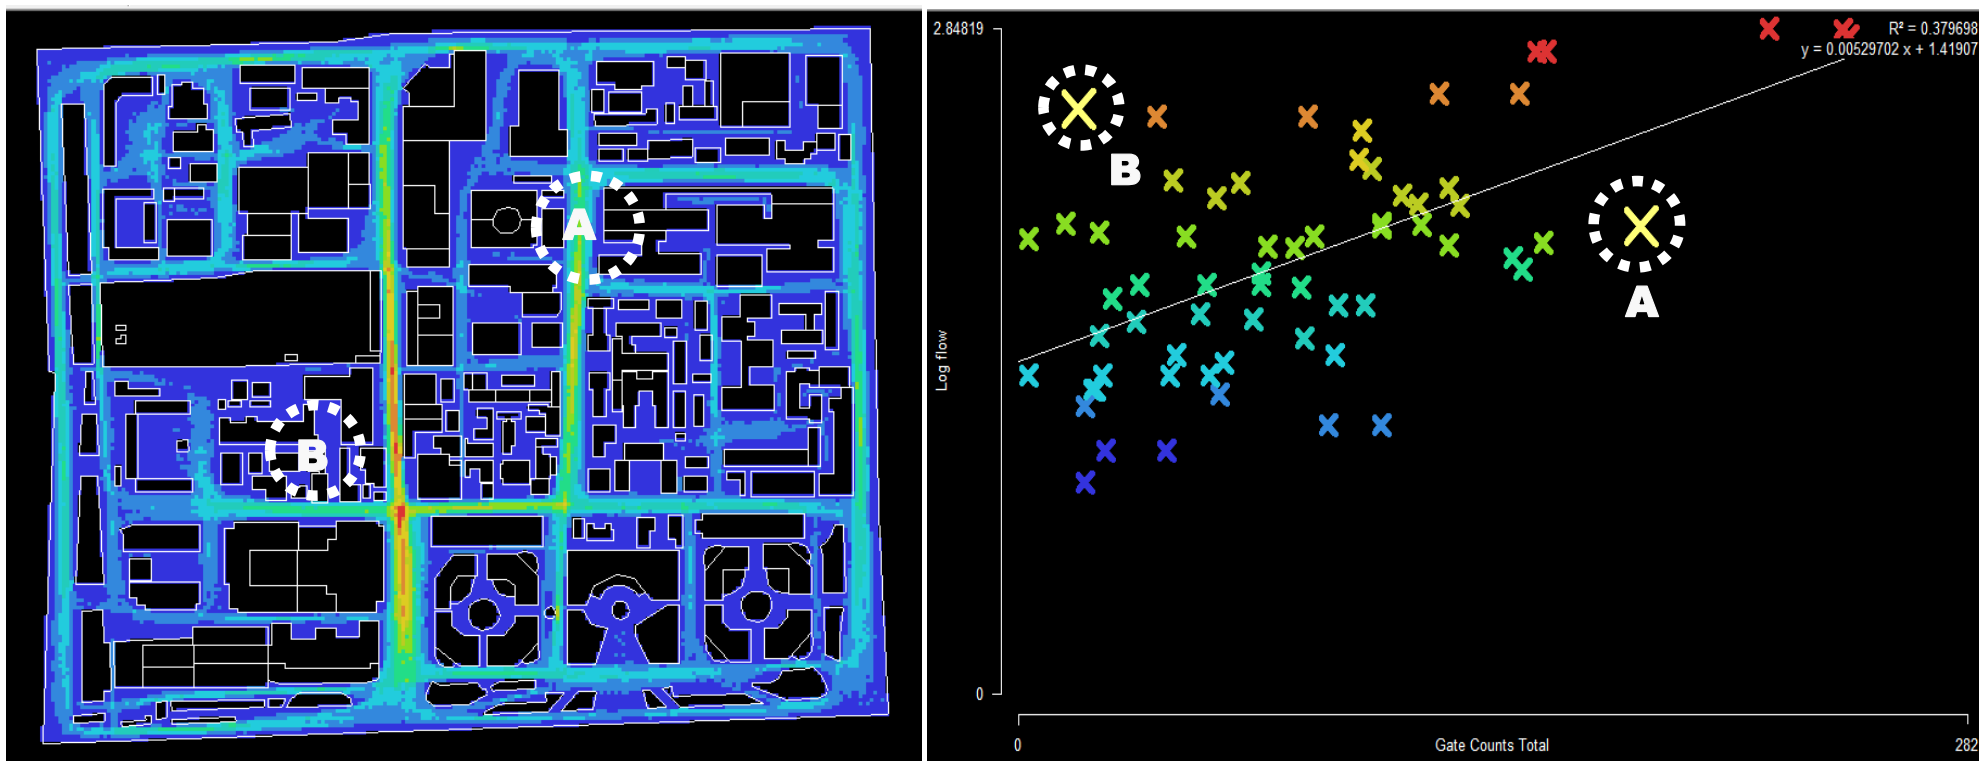 A
B
2.84819
R² = 0.379698
y = 0.00529702 x + 1.41907
B
A
Log flow
0
0
Gate Counts Total
282